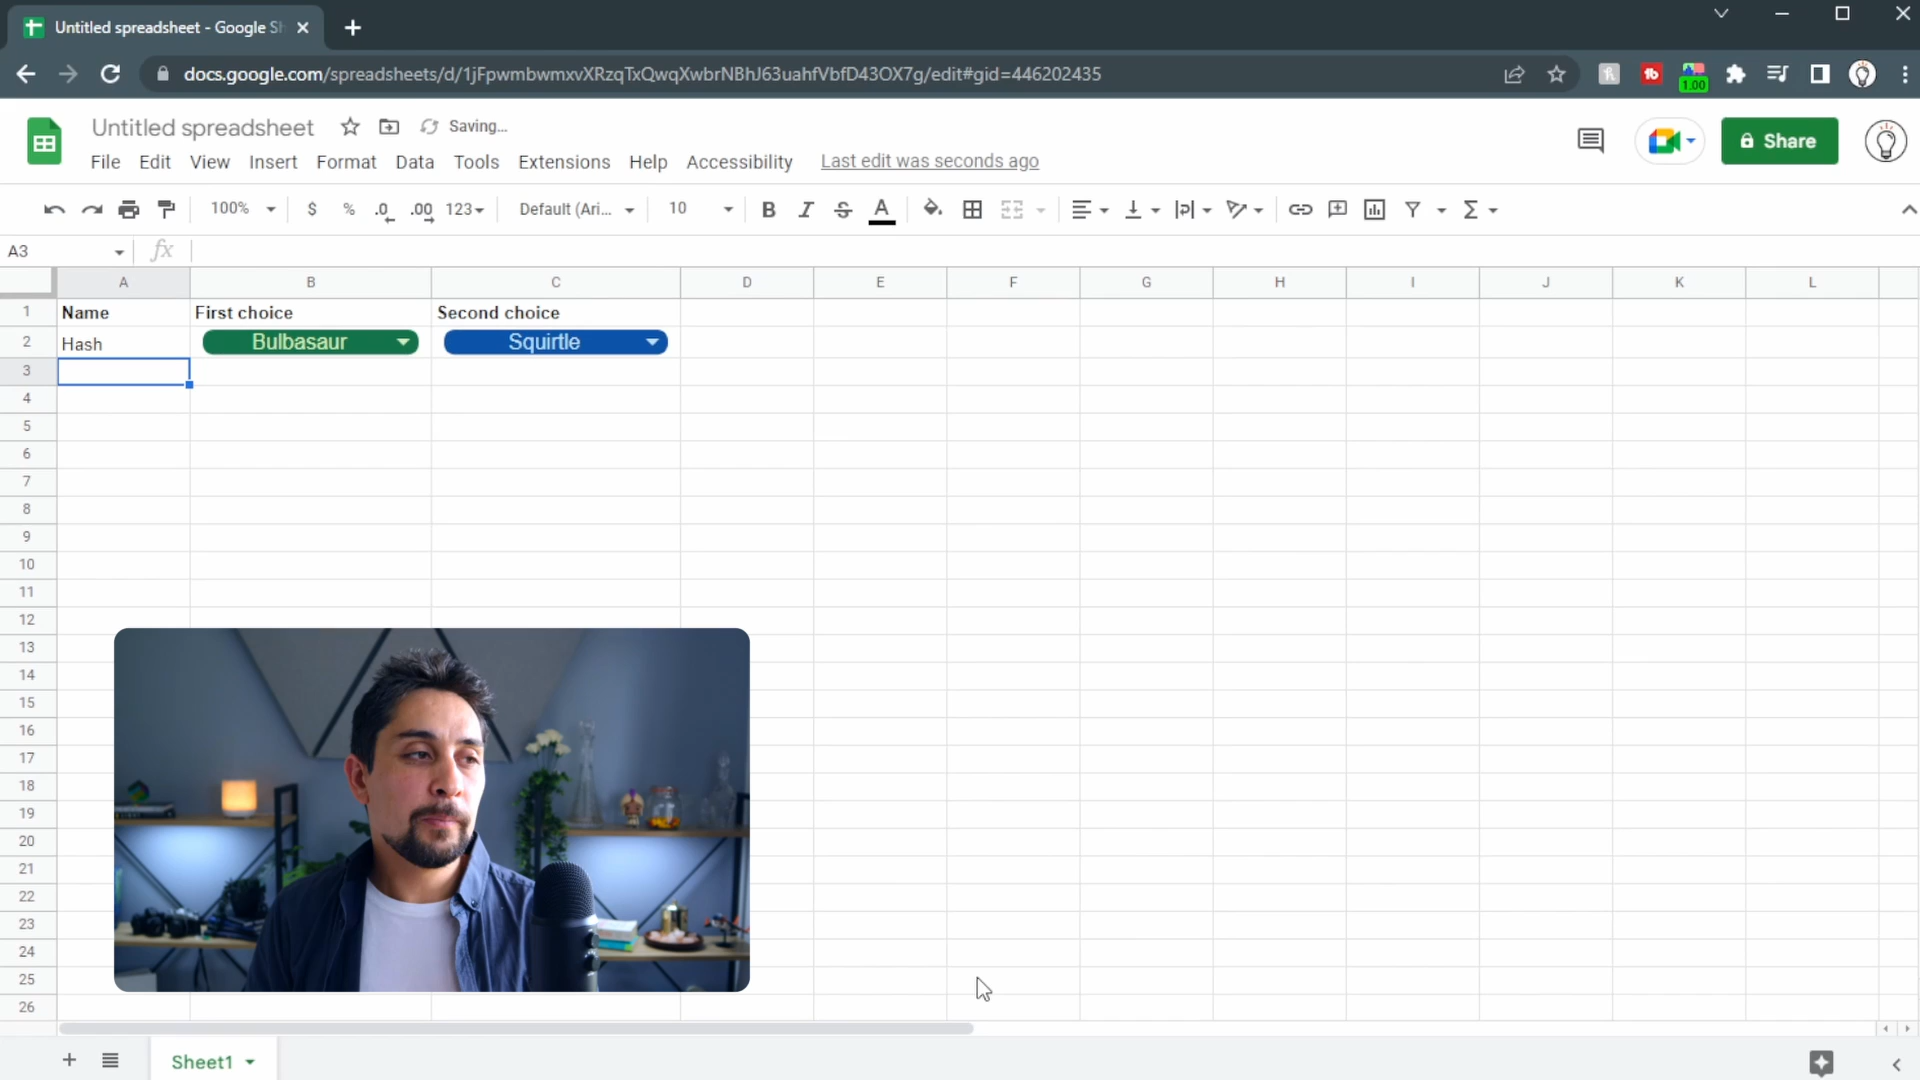 Untitled spreadsheet - Google Sh
docs.google.com/spreadsheets/d/1jFpwmbwmxvXRzqTxQwqXwbrNBhJ63uahfVbfD43OX7g/edit#gid=446202435
1.00
Untitled spreadsheet
Saving...
File Edit View Insert Format Data Tools Extensions Help Accessibility Last edit was seconds ago
Share
100% $ % .0 .00 123 Default (Ari... 10 B I S A
A3 fx
A B C D E F G H I J K L
1 Name First choice Second choice
2 Hash Bulbasaur Squirtle
3
4
5
6
7
8
9
10
11
12
13
14
15
16
17
18
19
20
21
22
23
24
25
26
Sheet1